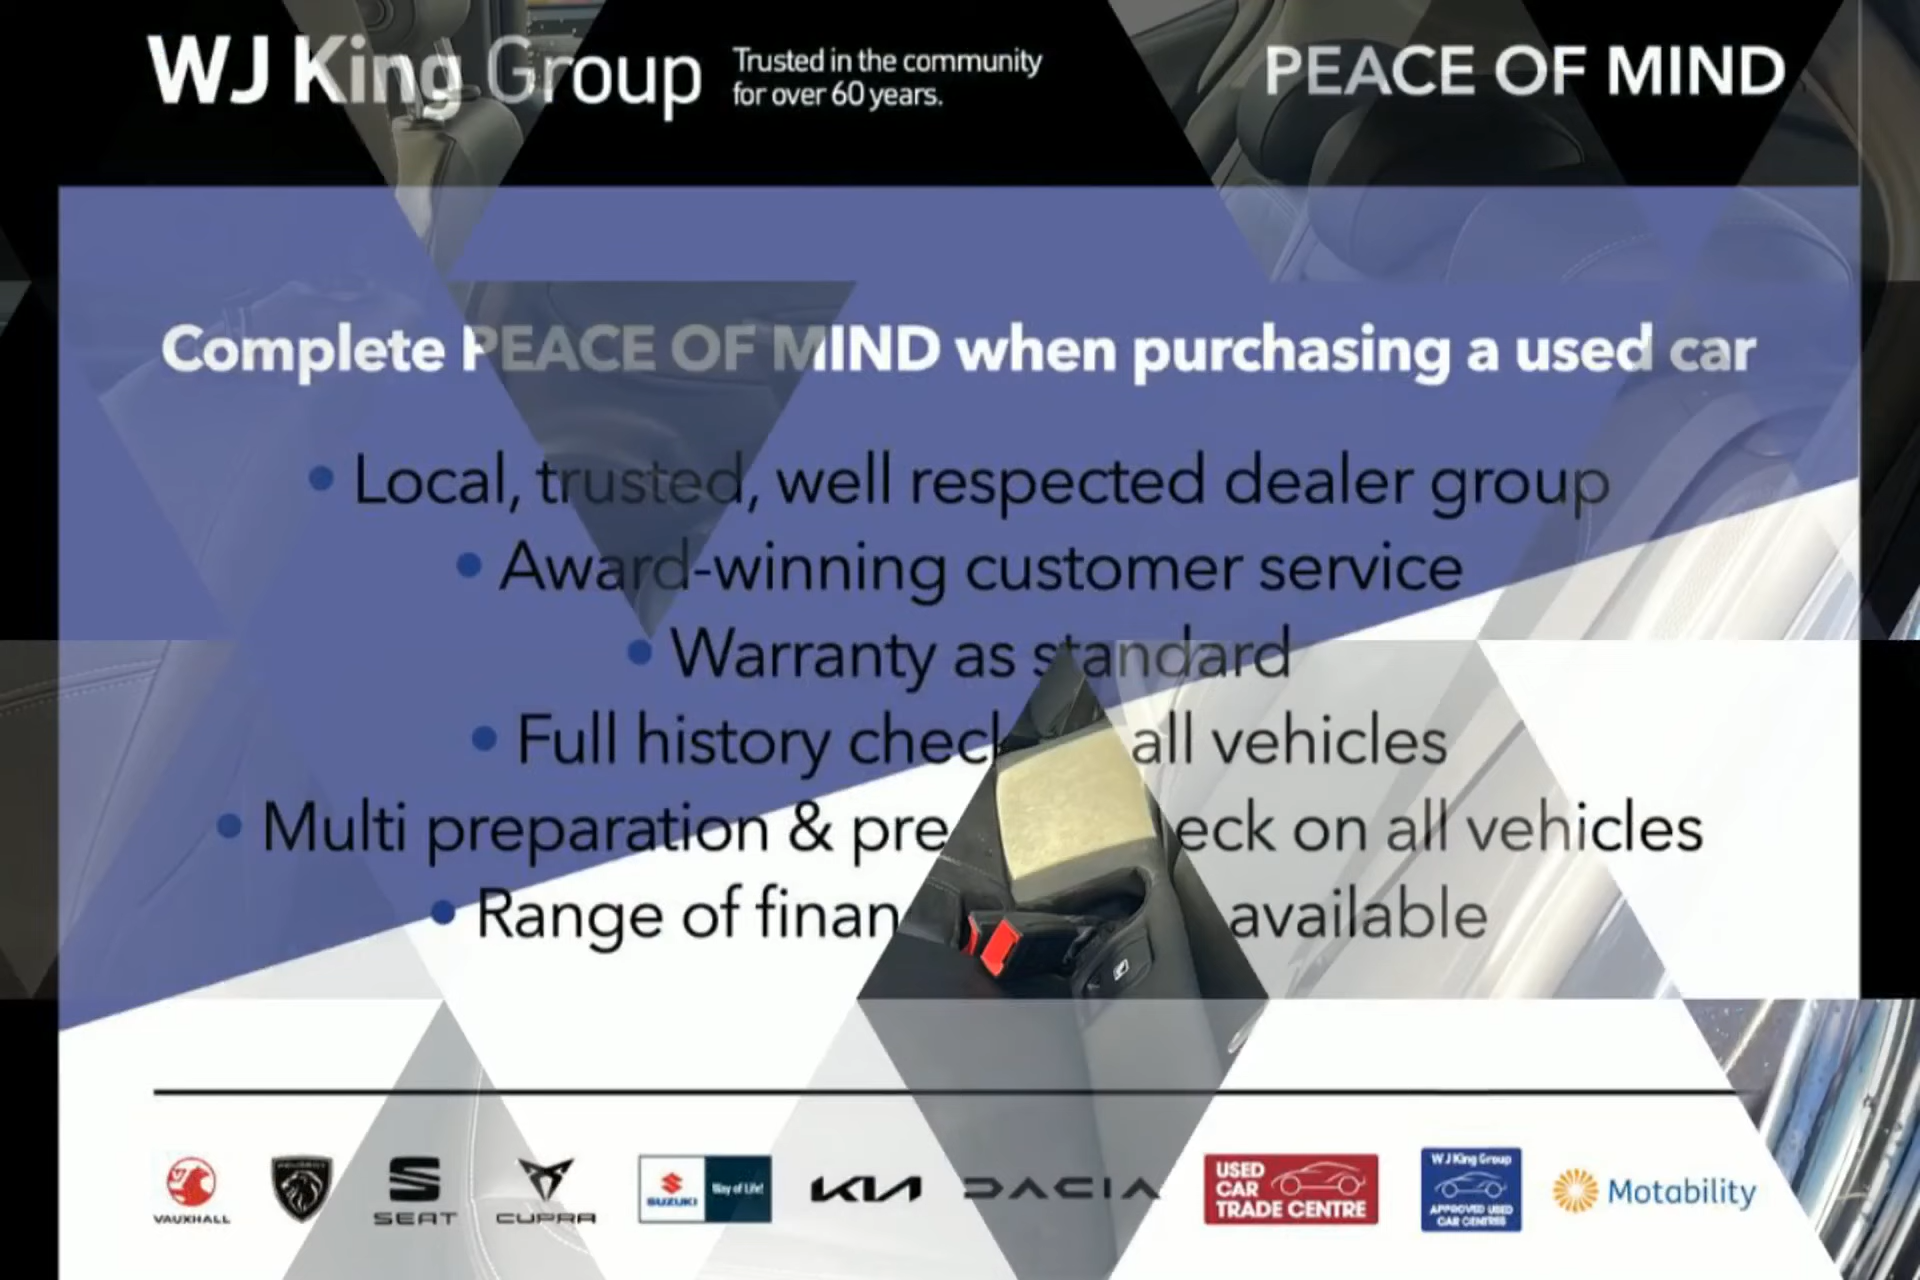 WJ King Group
Trusted in the community
for over 60 years.
PEACE OF MIND
Complete PEACE OF MIND when purchasing a used car
• Local, trusted, well respected dealer group
• Award-winning customer service
• Warranty as standard
• Full history check all vehicles
• Multi preparation & pre eck on all vehicles
• Range of finan available
VAUXHALL
PEUGEOT
SEAT
CUPRA
SUZUKI
Way of Life!
KIA
DACIA
USED
CAR
TRADE CENTRE
WJ King Group
APPROVED USED
CAR CENTRES
Motability